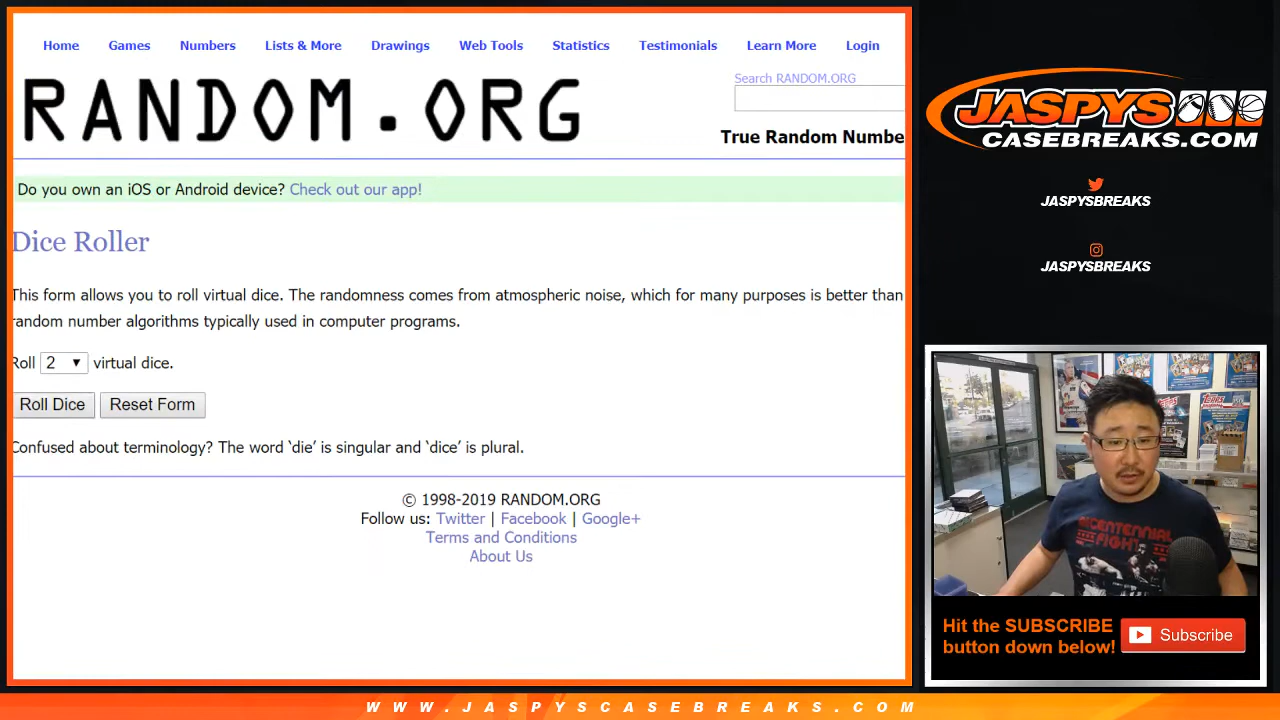 Home Games Numbers Lists & More Drawings Web Tools Statistics Testimonials Learn More Login
RANDOM.ORG
Search RANDOM.ORG
True Random Numbe
Do you own an iOS or Android device? Check out our app!
Dice Roller
This form allows you to roll virtual dice. The randomness comes from atmospheric noise, which for many purposes is better than
random number algorithms typically used in computer programs.
Roll 2 virtual dice.
Roll Dice Reset Form
Confused about terminology? The word ‘die’ is singular and ‘dice’ is plural.
© 1998-2019 RANDOM.ORG
Follow us: Twitter | Facebook | Google+
Terms and Conditions
About Us
JASPYS
CASEBREAKS.COM
JASPYSBREAKS
JASPYSBREAKS
BICENTENNIAL
FIGHT
Hit the SUBSCRIBE
button down below!
Subscribe
WWW.JASPYSCASEBREAKS.COM